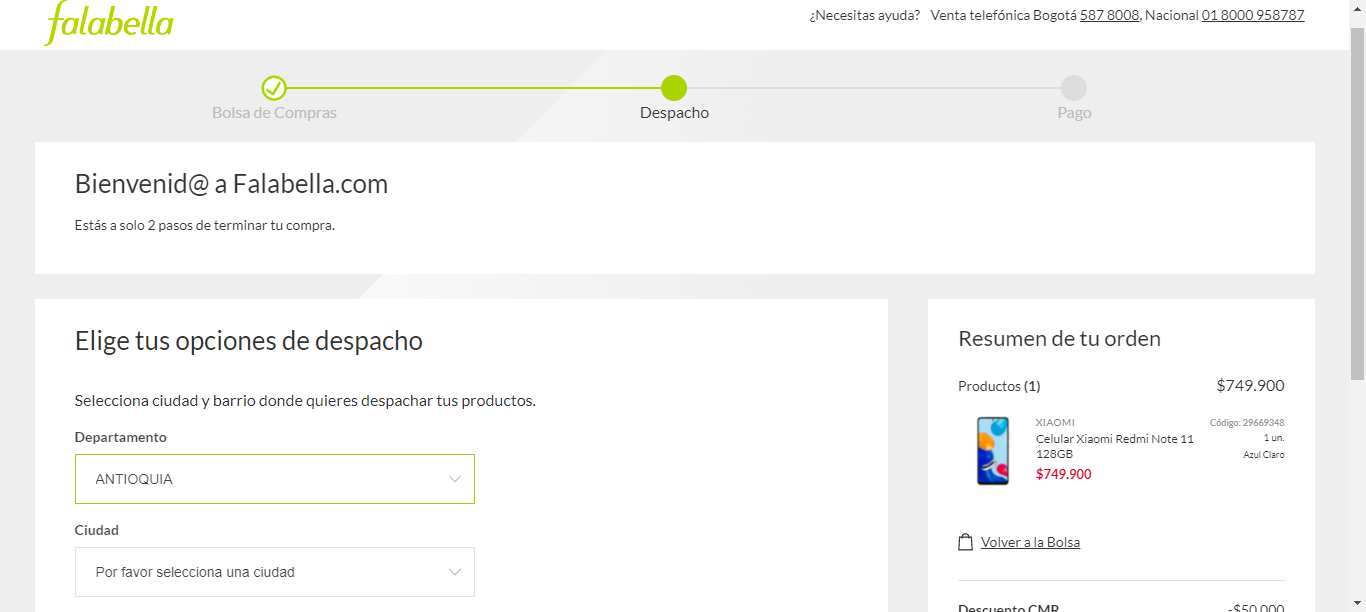 falabella
¿Necesitas ayuda? Venta telefónica Bogotá 587 8008, Nacional 01 8000 958787
Bolsa de Compras
Despacho
Pago
Bienvenid@ a Falabella.com
Estás a solo 2 pasos de terminar tu compra.
Elige tus opciones de despacho
Selecciona ciudad y barrio donde quieres despachar tus productos.
Departamento
ANTIOQUIA
Ciudad
Por favor selecciona una ciudad
Resumen de tu orden
Productos (1) $749.900
XIAOMI Código: 29669348
Celular Xiaomi Redmi Note 11 1 un.
128GB Azul Claro
$749.900
Volver a la Bolsa
Descuento CMR -$50.000